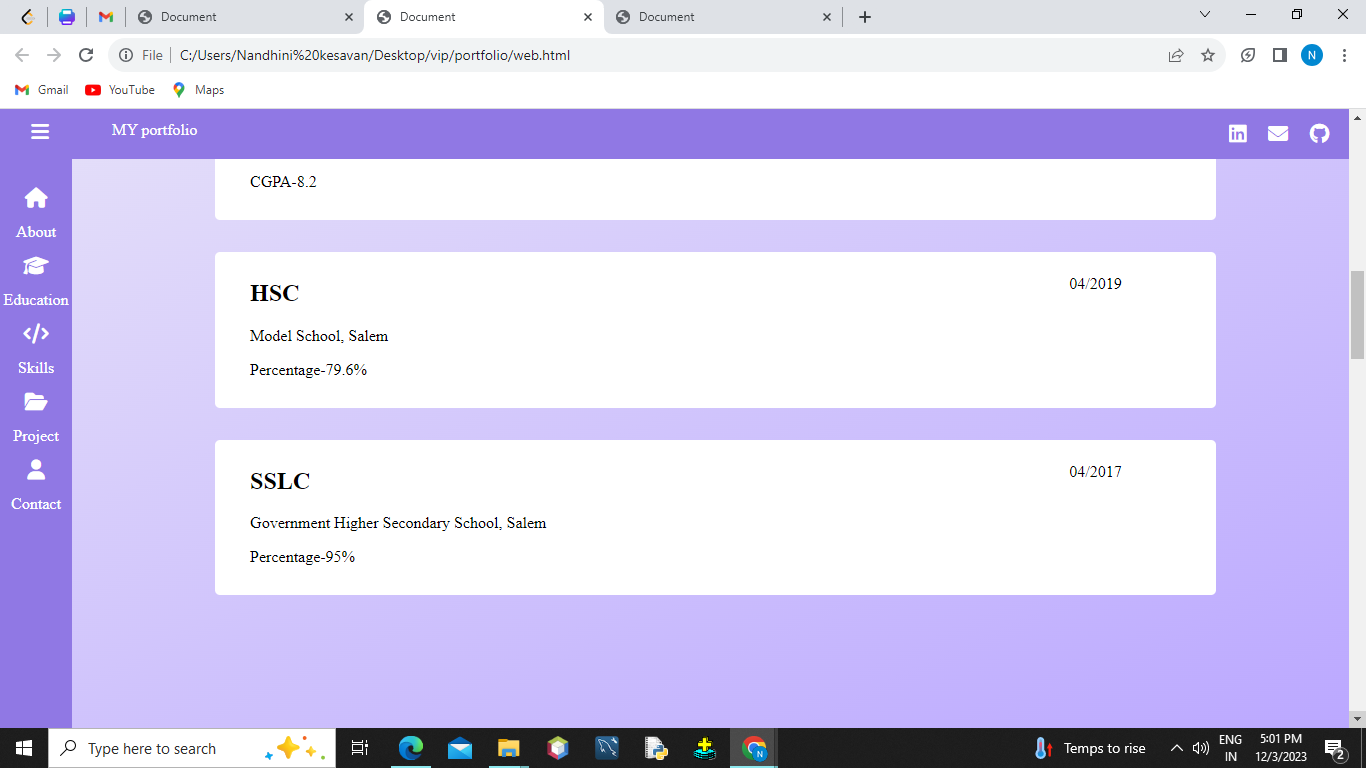 Document
Document
Document
File
C:/Users/Nandhini%20kesavan/Desktop/vip/portfolio/web.html
N
Gmail
YouTube
Maps
MY portfolio
About
Education
Skills
Project
Contact
CGPA-8.2
HSC
04/2019
Model School, Salem
Percentage-79.6%
SSLC
04/2017
Government Higher Secondary School, Salem
Percentage-95%
Type here to search
N
Temps to rise
ENG
IN
5:01 PM
12/3/2023
2